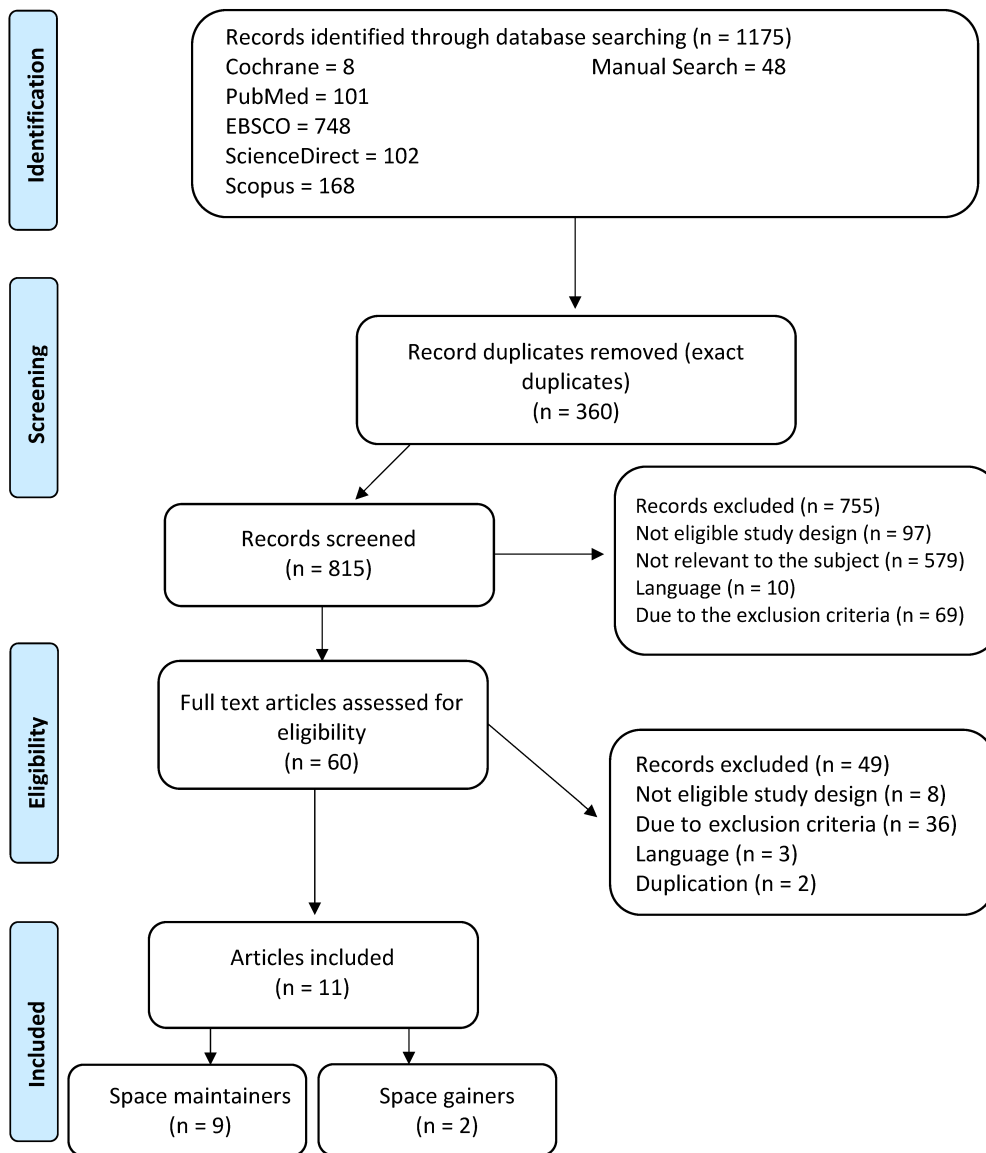 Identification
Records identified through database searching (n = 1175)
Cochrane = 8 Manual Search = 48
PubMed = 101
EBSCO = 748
ScienceDirect = 102
Scopus = 168
Screening
Record duplicates removed (exact
duplicates)
(n = 360)
Records screened
(n = 815)
Records excluded (n = 755)
Not eligible study design (n = 97)
Not relevant to the subject (n = 579)
Language (n = 10)
Due to the exclusion criteria (n = 69)
Eligibility
Full text articles assessed for
eligibility
(n = 60)
Records excluded (n = 49)
Not eligible study design (n = 8)
Due to exclusion criteria (n = 36)
Language (n = 3)
Duplication (n = 2)
Included
Articles included
(n = 11)
Space maintainers
(n = 9)
Space gainers
(n = 2)